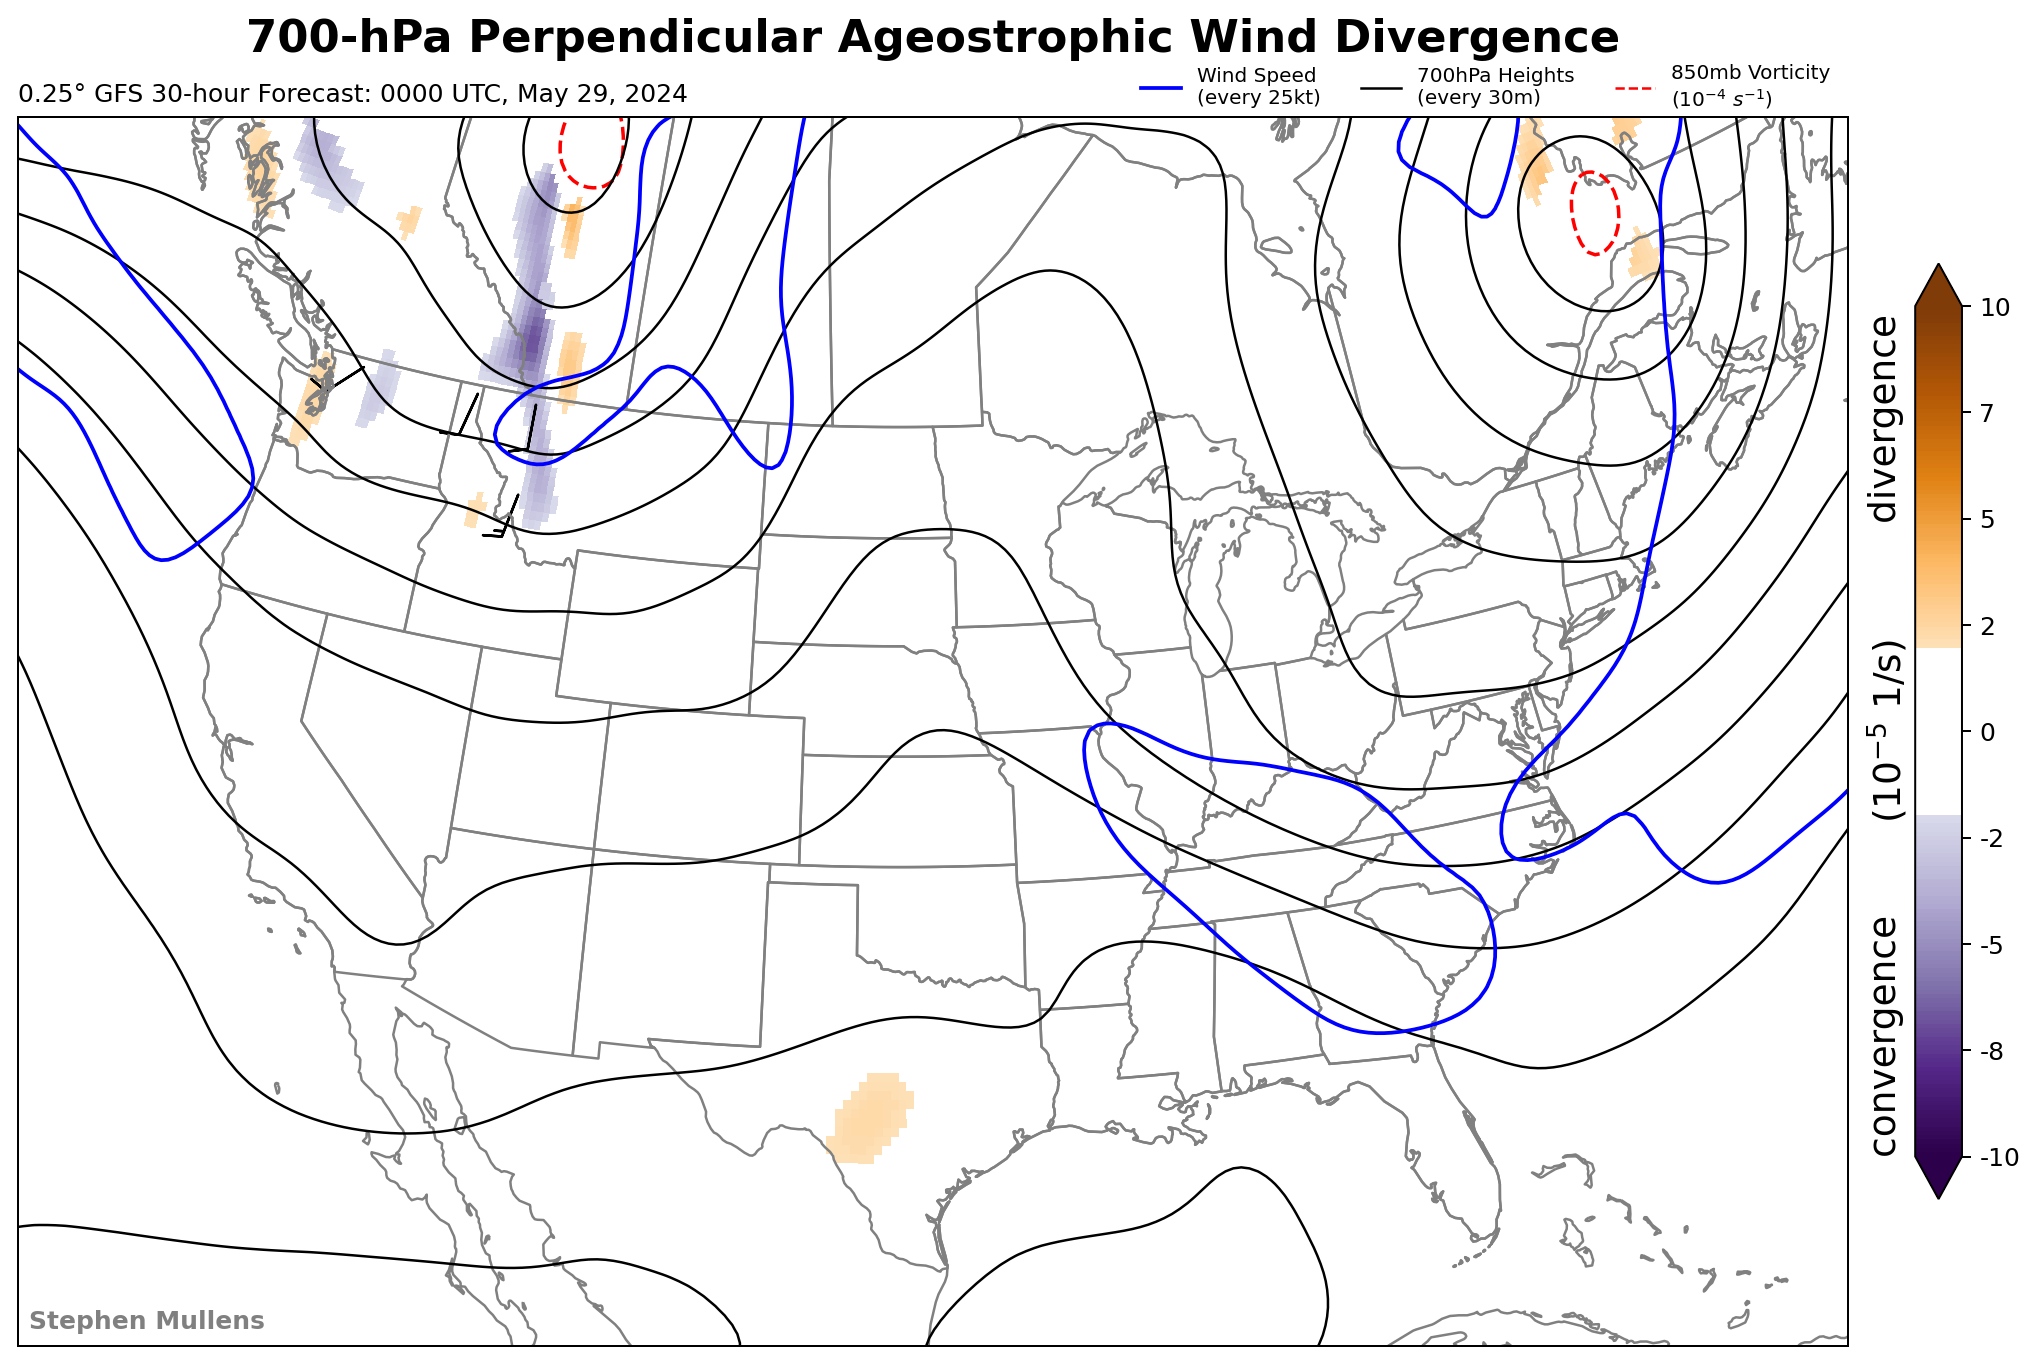 700-hPa Perpendicular Ageostrophic Wind Divergence
0.25° GFS 30-hour Forecast: 0000 UTC, May 29, 2024
Wind Speed
(every 25kt)
700hPa Heights
(every 30m)
850mb Vorticity
(10⁻⁴ s⁻¹)
10
7
5
2
0
-2
-5
-8
-10
convergence (10⁻⁵ 1/s) divergence
Stephen Mullens